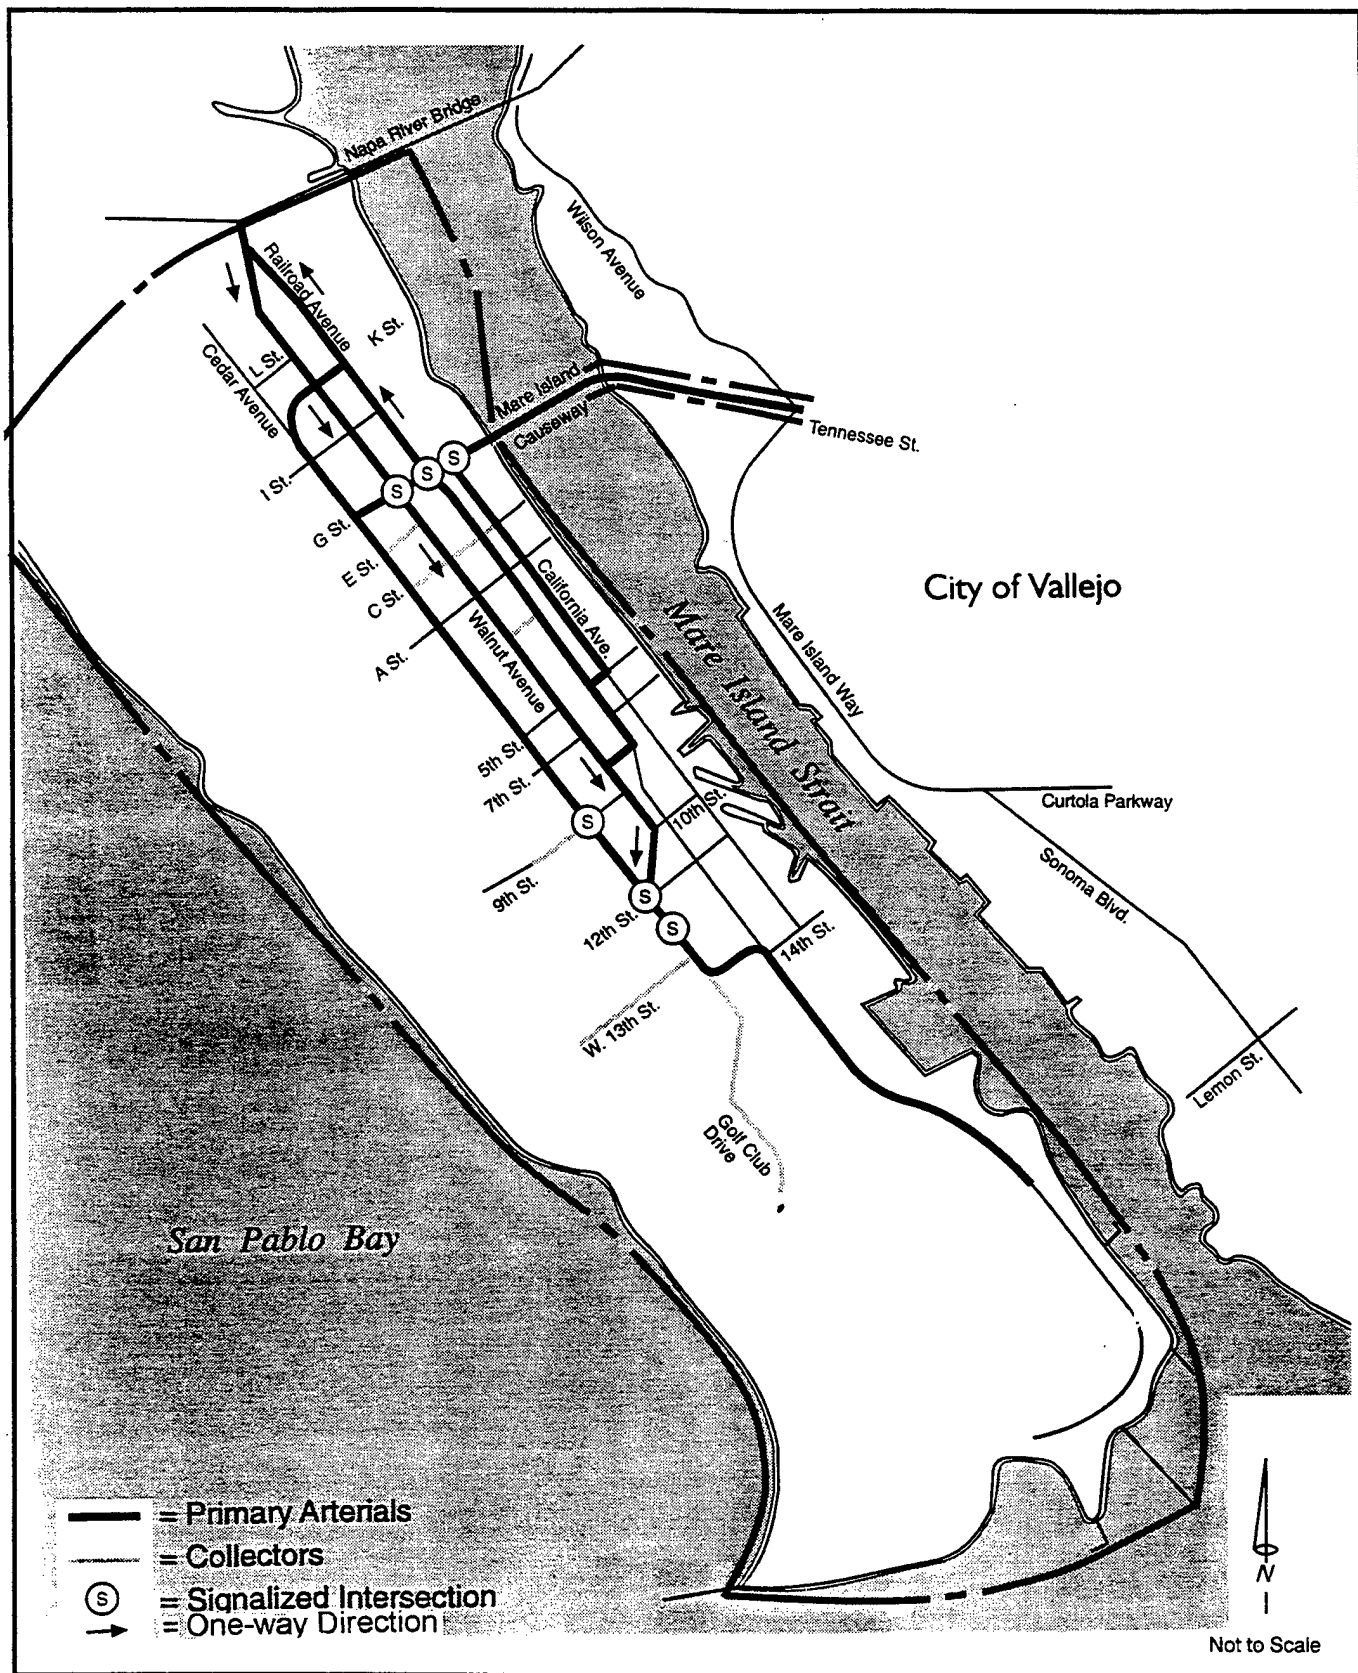 Napa River Bridge
Wilson Avenue
Railroad Avenue
K St.
L St.
Cedar Avenue
Mare Island
Causeway
Tennessee St.
I St.
S
S
S
G St.
E St.
C St.
A St.
California Ave.
Walnut Avenue
City of Vallejo
Mare Island Strait
Mare Island Way
5th St.
7th St.
10th St.
Curtola Parkway
Sonoma Blvd.
S
9th St.
S
12th St.
S
14th St.
W. 13th St.
Lemon St.
Golf Club
Drive
San Pablo Bay
= Primary Arterials
= Collectors
S = Signalized Intersection
= One-way Direction
N
Not to Scale